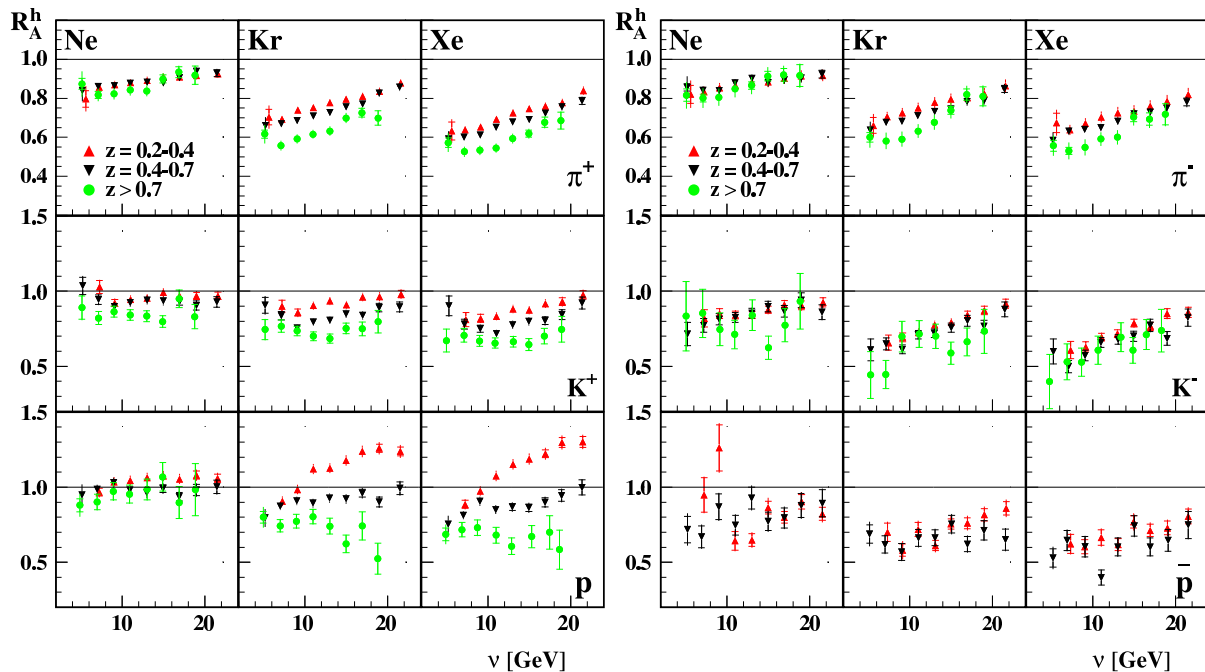 R_A^h Ne Kr Xe R_A^h Ne Kr Xe
1.0 1.0
0.8 0.8
0.6 0.6
z = 0.2-0.4 z = 0.2-0.4
z = 0.4-0.7 z = 0.4-0.7
0.4 z > 0.7 π+ 0.4 z > 0.7 π-
1.5 1.5
1.0 1.0
0.5 0.5
K+ K-
1.5 1.5
1.0 1.0
0.5 0.5
p p̄
10 20 10 20 10 20 10 20 10 20 10 20
ν [GeV] ν [GeV]